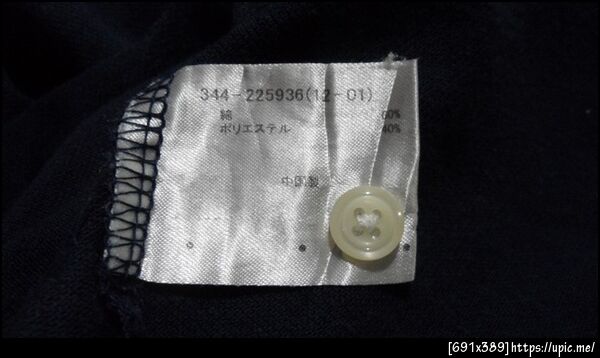 344-225936(12-01)
綿 60%
ポリエステル 40%
中国製
[691x389]https://upic.me/